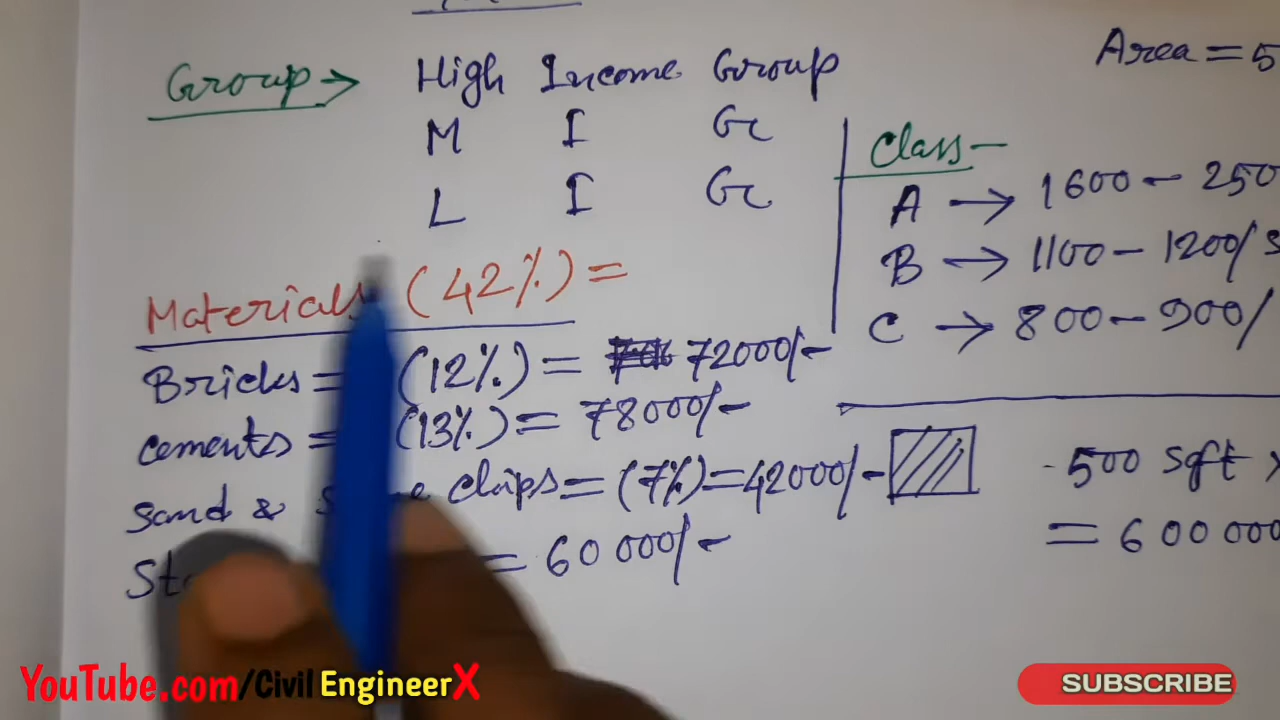 Group → High Income Group
M I G
L I G
Area = 5
Class —
A → 1600 – 250
B → 1100 – 1200/s
C → 800 – 900/
Materials (42%) =
Bricks = (12%) = 72000/-
cements = (13%) = 78000/-
Sand & chips = (7%) = 42000/-
= 60000/-
500 sft ×
= 600000
YouTube.com/Civil EngineerX
SUBSCRIBE